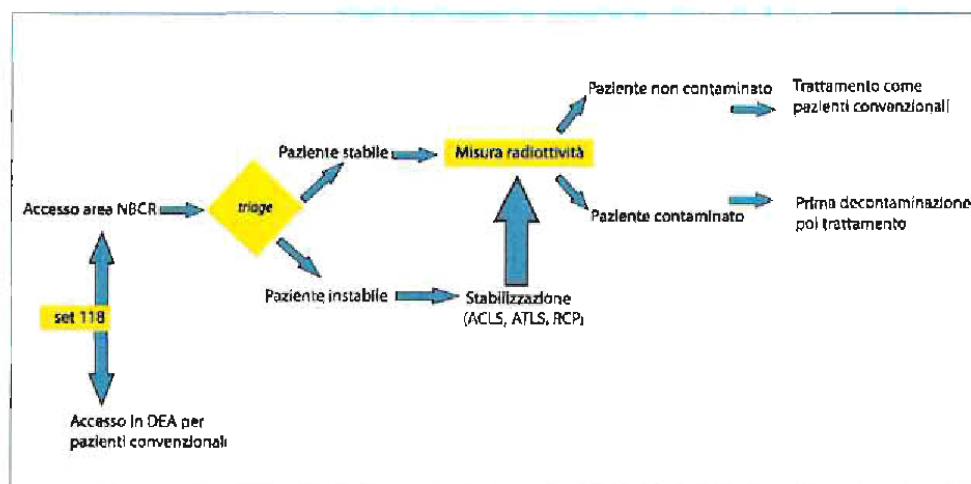 Paziente non contaminato
Trattamento come
pazienti convenzionali
Paziente stabile
Misura radiottività
Accesso area NBCR
triage
Paziente contaminato
Prima decontaminazione
poi trattamento
Paziente instabile
Stabilizzazione
(ACLS, ATLS, RCP)
set 118
Accesso in DEA per
pazienti convenzionali